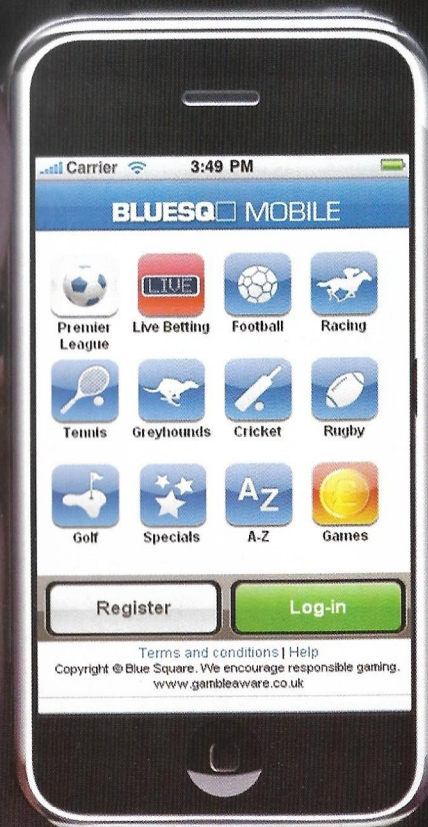 Carrier 3:49 PM
BLUESQ MOBILE
LIVE
Premier League Live Betting Football Racing
Tennis Greyhounds Cricket Rugby
AZ
£
Golf Specials A-Z Games
Register Log-in
Terms and conditions | Help
Copyright © Blue Square. We encourage responsible gaming.
www.gambleaware.co.uk